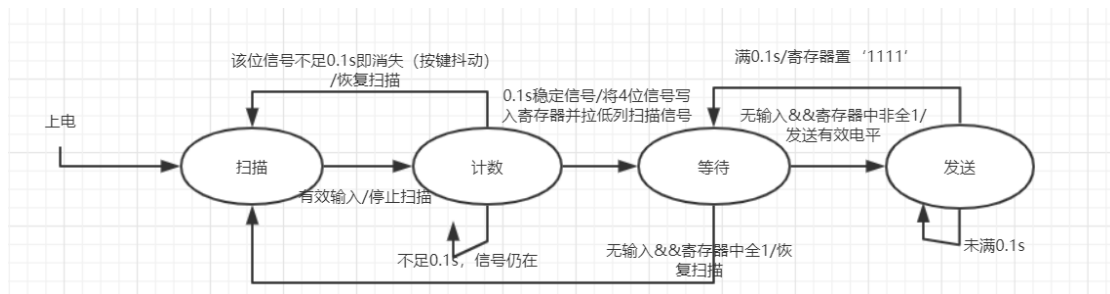 该位信号不足0.1s即消失（按键抖动）
/恢复扫描
满0.1s/寄存器置‘1111’
0.1s稳定信号/将4位信号写
入寄存器并拉低列扫描信号
无输入&&寄存器中非全1/
发送有效电平
上电
扫描
计数
等待
发送
有效输入/停止扫描
不足0.1s，信号仍在
无输入&&寄存器中全1/恢
复扫描
未满0.1s